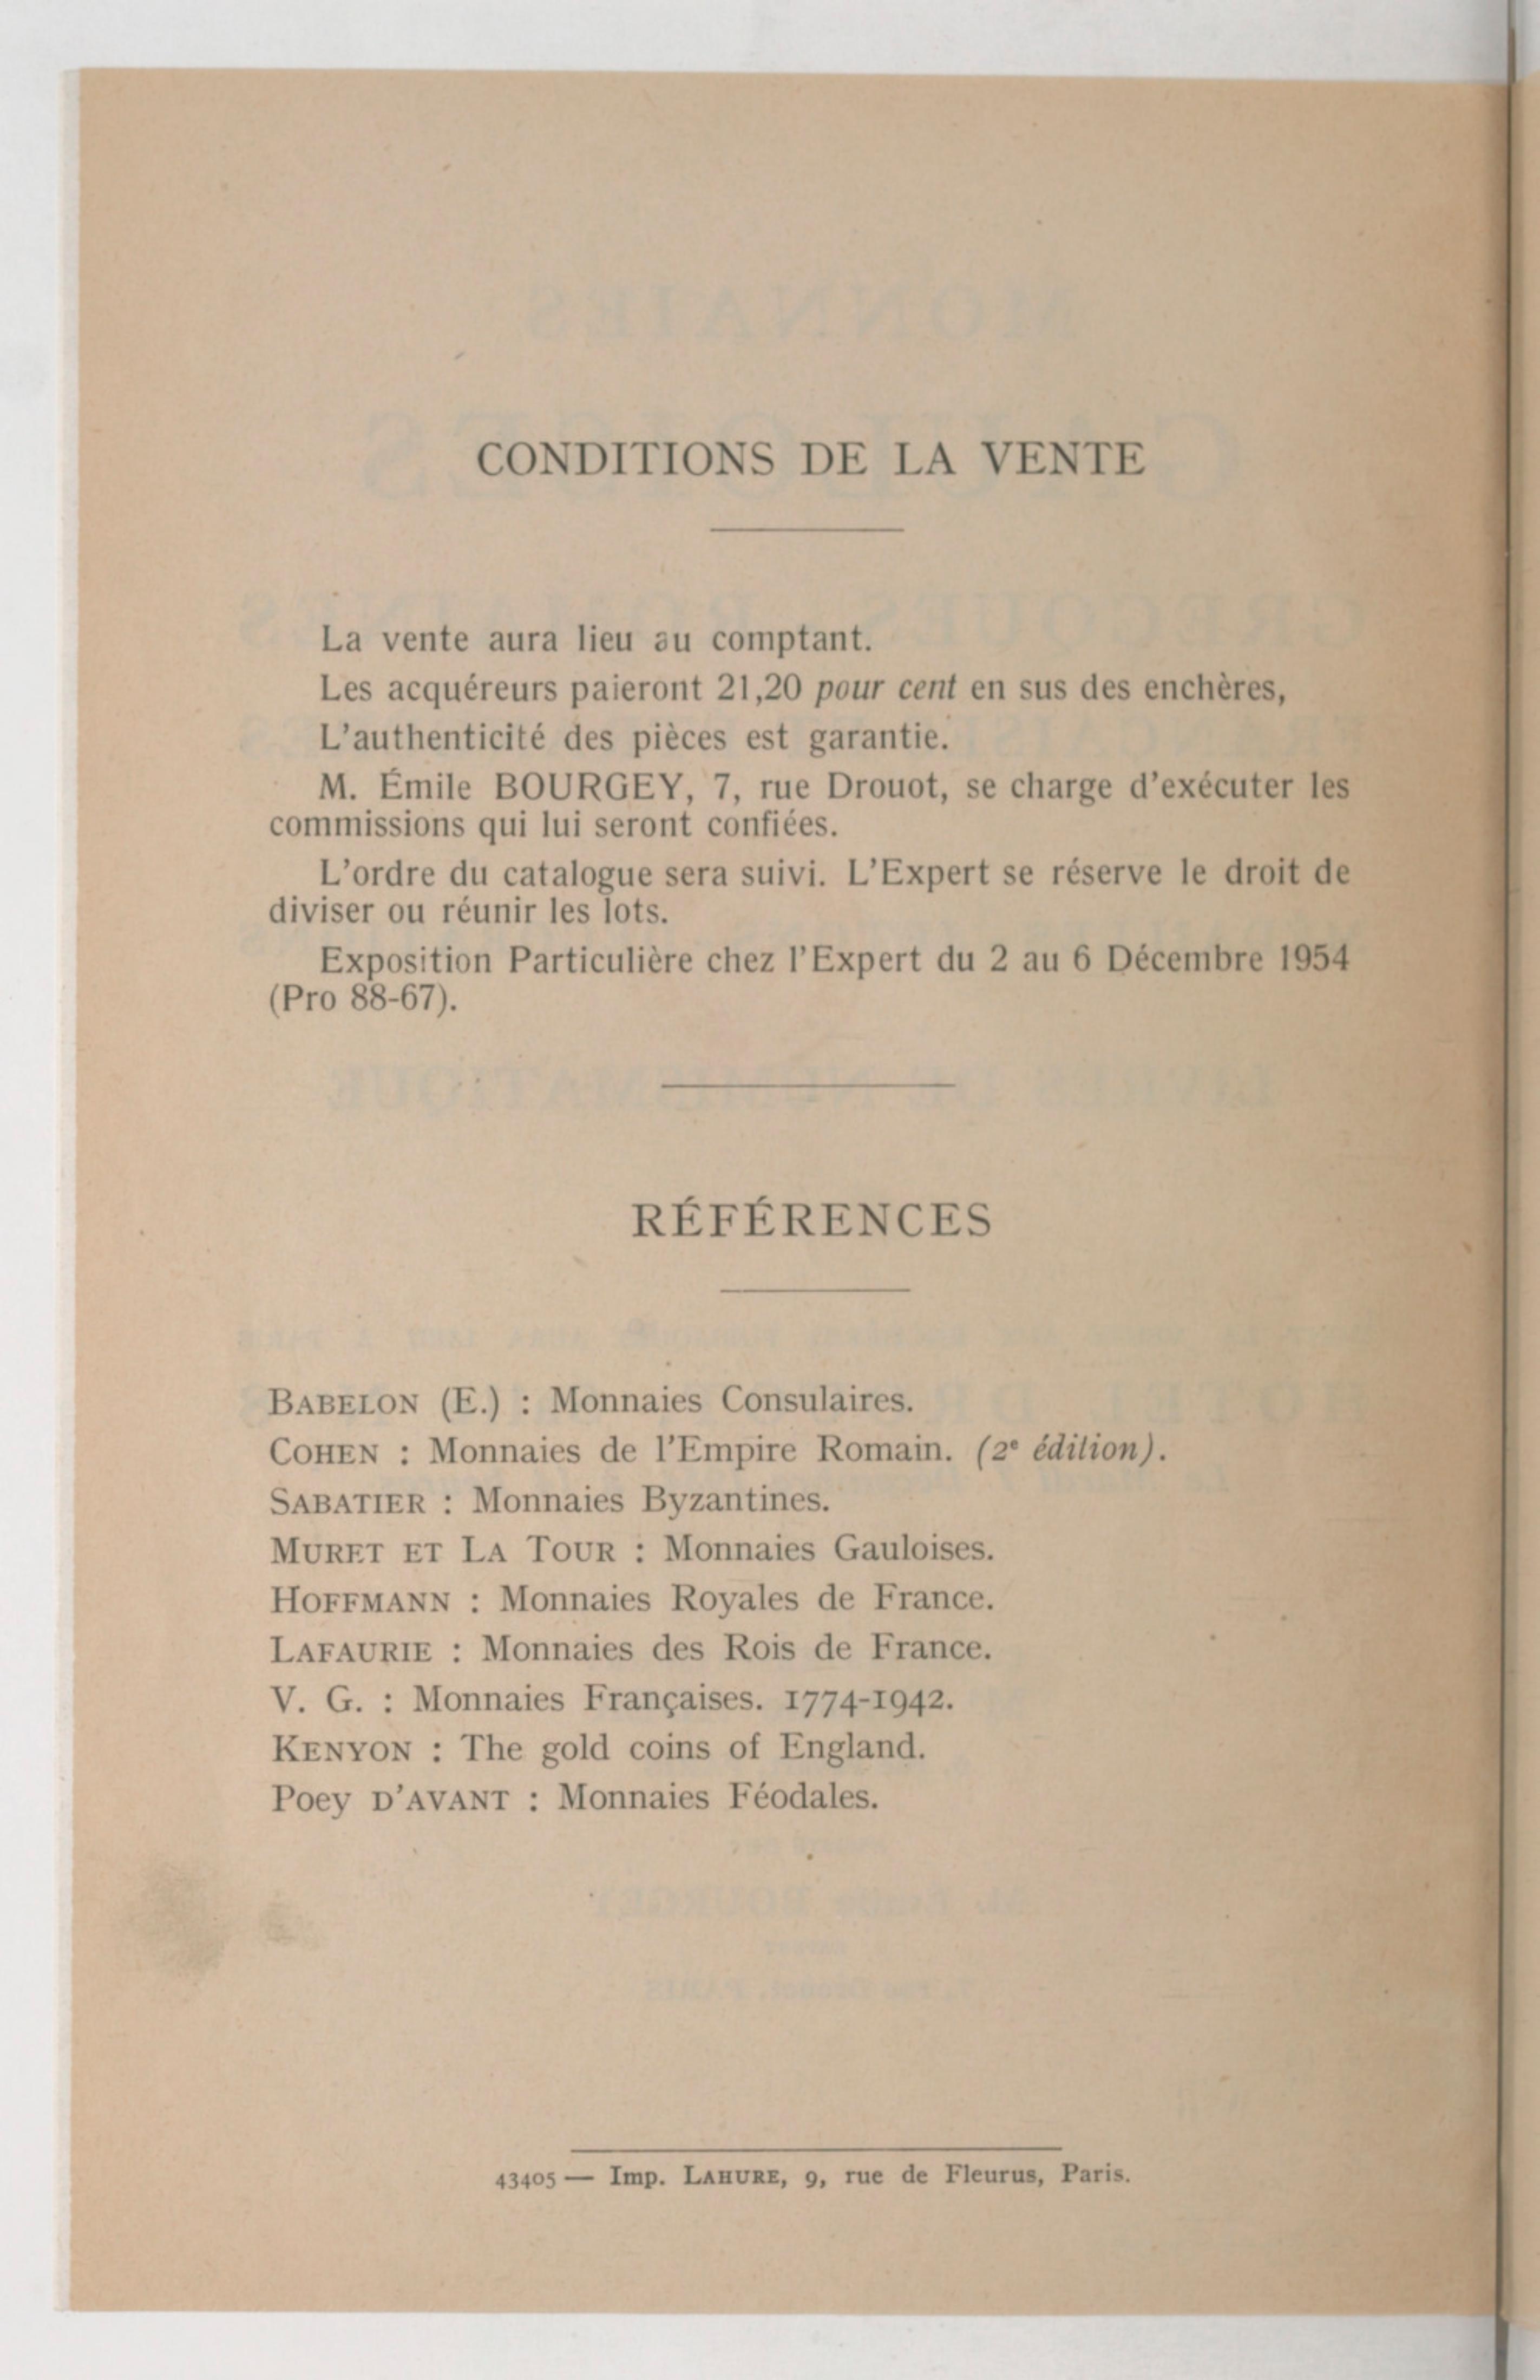 CONDITIONS DE LA VENTE
La vente aura lieu au comptant.
Les acquéreurs paieront 21,20 pour cent en sus des enchères,
L'authenticité des pièces est garantie.
M. Émile BOURGEY, 7, rue Drouot, se charge d'exécuter les
commissions qui lui seront confiées.
L'ordre du catalogue sera suivi. L'Expert se réserve le droit de
diviser ou réunir les lots.
Exposition Particulière chez l'Expert du 2 au 6 Décembre 1954
(Pro 88-67).
RÉFÉRENCES
BABELON (E.) : Monnaies Consulaires.
COHEN : Monnaies de l'Empire Romain. (2e édition).
SABATIER : Monnaies Byzantines.
MURET ET LA TOUR : Monnaies Gauloises.
HOFFMANN : Monnaies Royales de France.
LAFAURIE : Monnaies des Rois de France.
V. G. : Monnaies Françaises. 1774-1942.
KENYON : The gold coins of England.
Poey D'AVANT : Monnaies Féodales.
43405 — Imp. LAHURE, 9, rue de Fleurus, Paris.